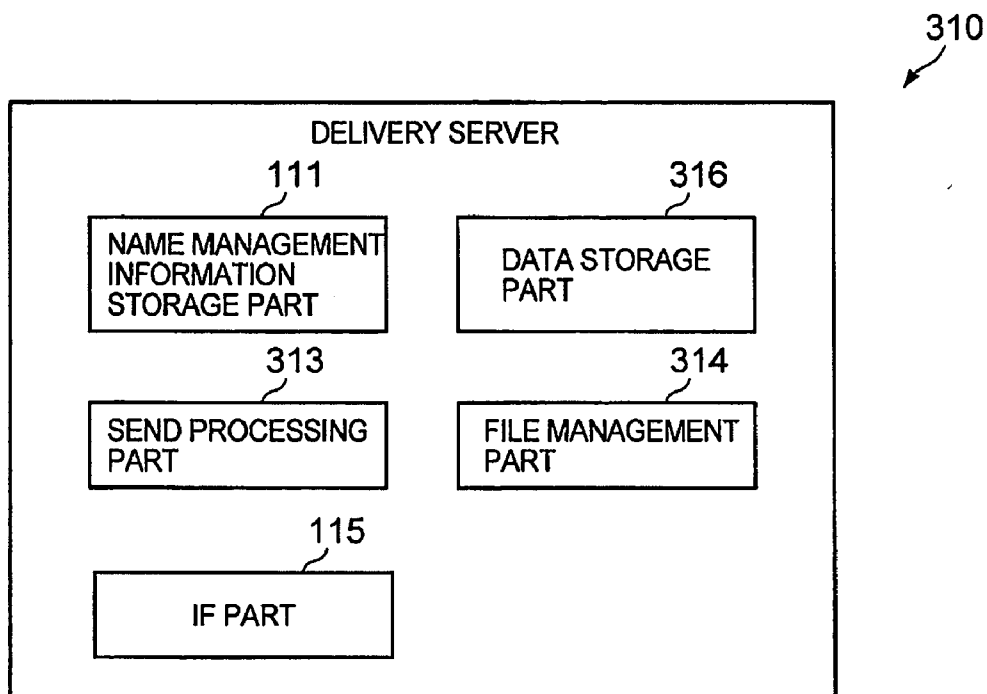 310
DELIVERY SERVER
111
NAME MANAGEMENT
INFORMATION
STORAGE PART
316
DATA STORAGE
PART
313
SEND PROCESSING
PART
314
FILE MANAGEMENT
PART
115
IF PART